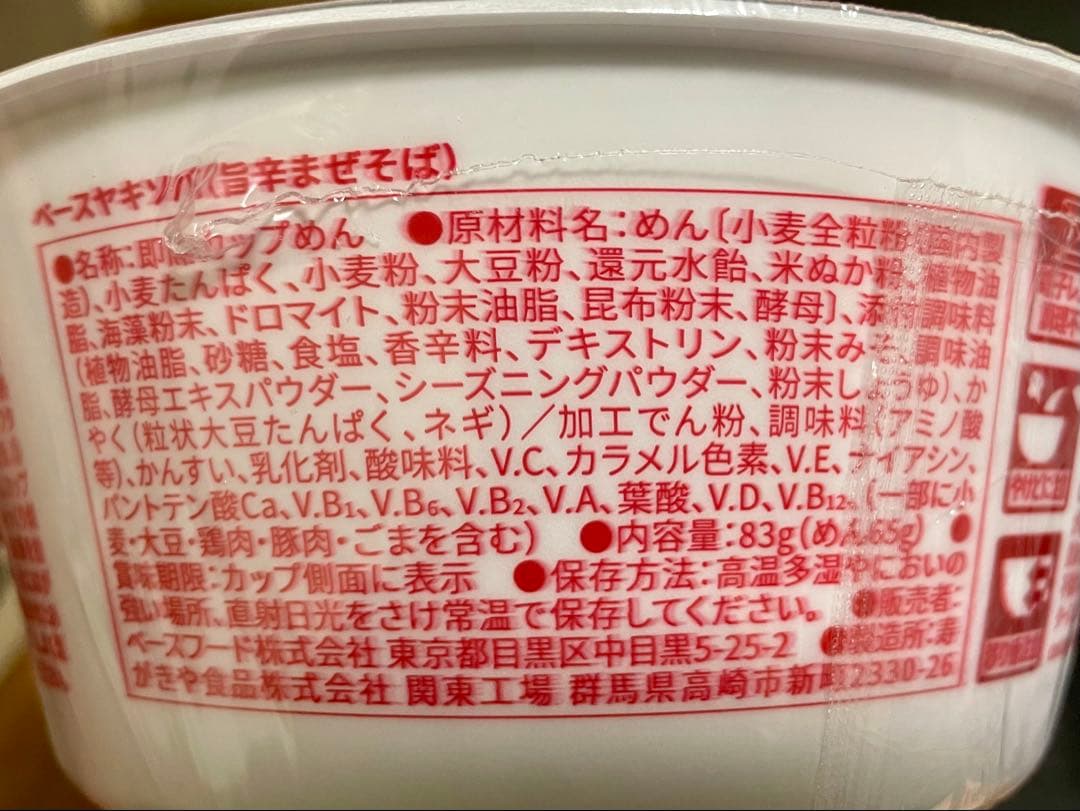 ベースヤキソバ(旨辛まぜそば)
●名称:即席カップめん ●原材料名:めん〔小麦全粒粉(国内製
造)、小麦たんぱく、小麦粉、大豆粉、還元水飴、米ぬか粉、植物油
脂、海藻粉末、ドロマイト、粉末油脂、昆布粉末、酵母〕、添付調味料
(植物油脂、砂糖、食塩、香辛料、デキストリン、粉末みそ、調味油
脂、酵母エキスパウダー、シーズニングパウダー、粉末しょうゆ)、か
やく(粒状大豆たんぱく、ネギ)/加工でん粉、調味料(アミノ酸
等)、かんすい、乳化剤、酸味料、V.C、カラメル色素、V.E、ナイアシン、
パントテン酸Ca、V.B₁、V.B₆、V.B₂、V.A、葉酸、V.D、V.B₁₂、(一部に小
麦・大豆・鶏肉・豚肉・ごまを含む) ●内容量:83g(めん65g) ●
賞味期限:カップ側面に表示 ●保存方法:高温多湿やにおいの
強い場所、直射日光をさけ常温で保存してください。 ●販売者:
ベースフード株式会社 東京都目黒区中目黒5-25-2 ●製造所:寿
がきや食品株式会社 関東工場 群馬県高崎市新町2330-26